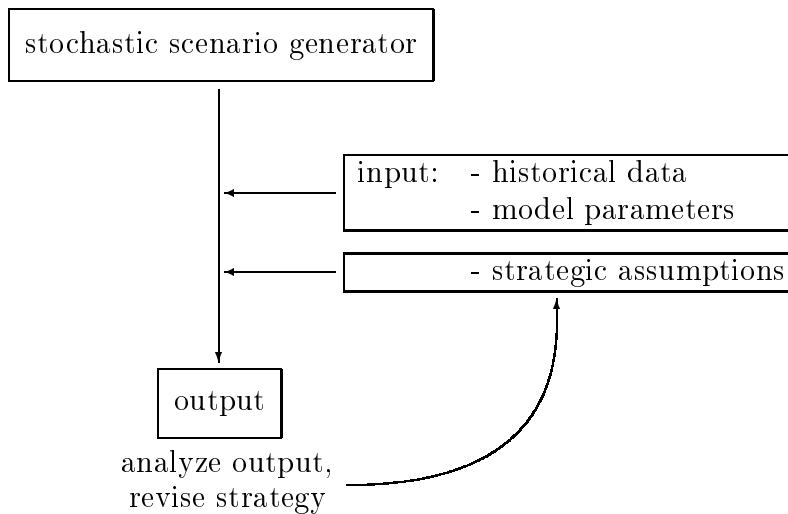 stochastic scenario generator
input: - historical data
- model parameters
- strategic assumptions
output
analyze output,
revise strategy